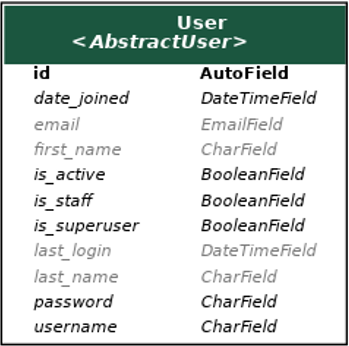 User
<AbstractUser>
id AutoField
date_joined DateTimeField
email EmailField
first_name CharField
is_active BooleanField
is_staff BooleanField
is_superuser BooleanField
last_login DateTimeField
last_name CharField
password CharField
username CharField